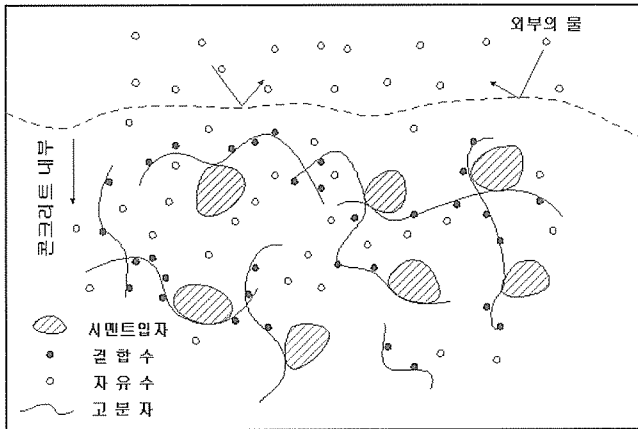 외부의 물
콘크리트 내부
시멘트입자
결 합 수
자 유 수
고 분 자